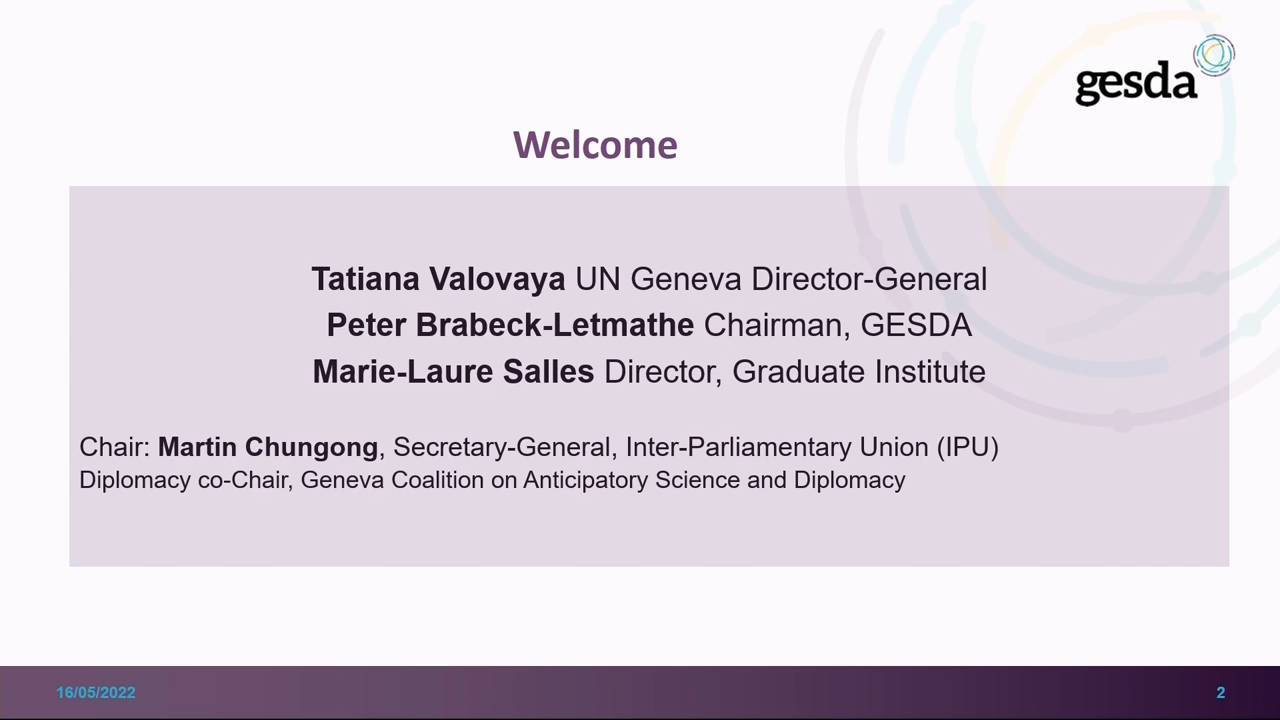 gesda
Welcome
Tatiana Valovaya UN Geneva Director-General
Peter Brabeck-Letmathe Chairman, GESDA
Marie-Laure Salles Director, Graduate Institute
Chair: Martin Chungong, Secretary-General, Inter-Parliamentary Union (IPU)
Diplomacy co-Chair, Geneva Coalition on Anticipatory Science and Diplomacy
16/05/2022
2